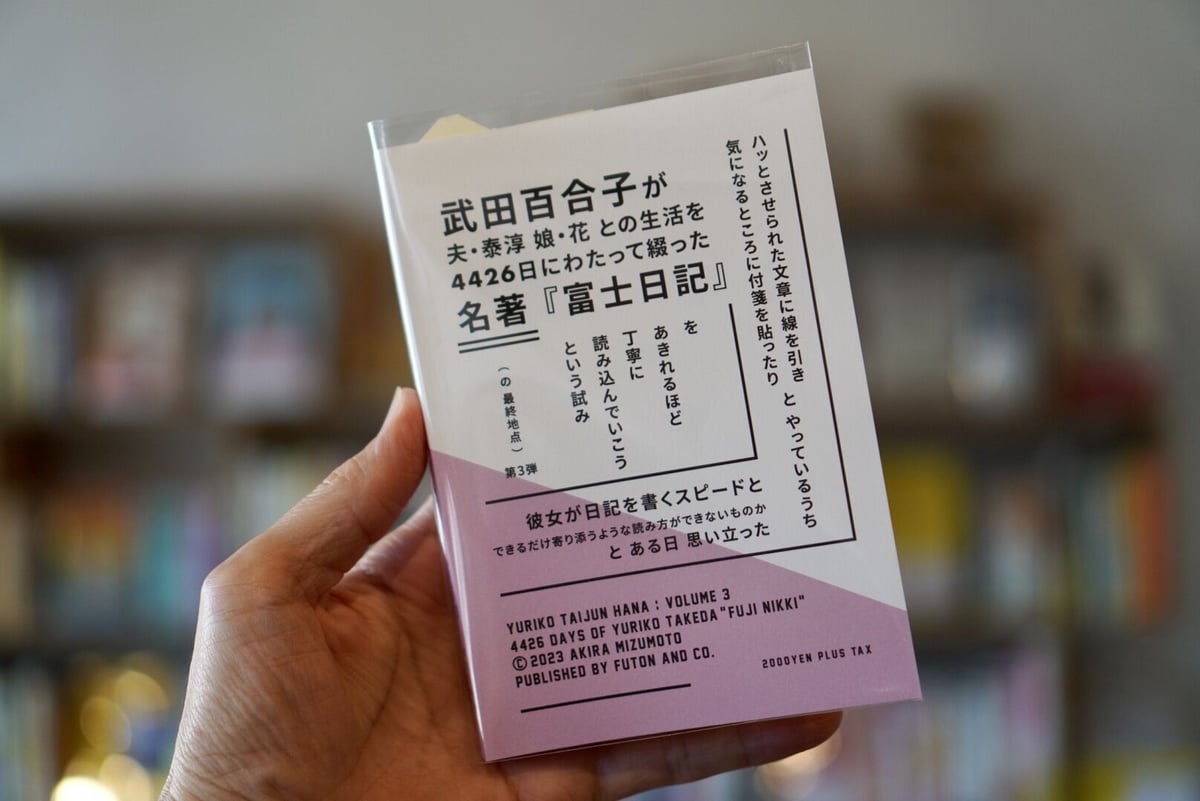 武田百合子が
夫・泰淳 娘・花 との生活を
4426日にわたって綴った
名著『富士日記』
を
あきれるほど
丁寧に
読み込んでいこう
という試み
（の最終地点）
第3弾
ハッとさせられた文章に線を引き と やっているうち
気になるところに付箋を貼ったり
彼女が日記を書くスピードと
できるだけ寄り添うような読み方ができないものか
と ある日 思い立った
YURIKO TAIJUN HANA : VOLUME 3
4426 DAYS OF YURIKO TAKEDA "FUJI NIKKI"
© 2023 AKIRA MIZUMOTO
PUBLISHED BY FUTON AND CO.
2000YEN PLUS TAX